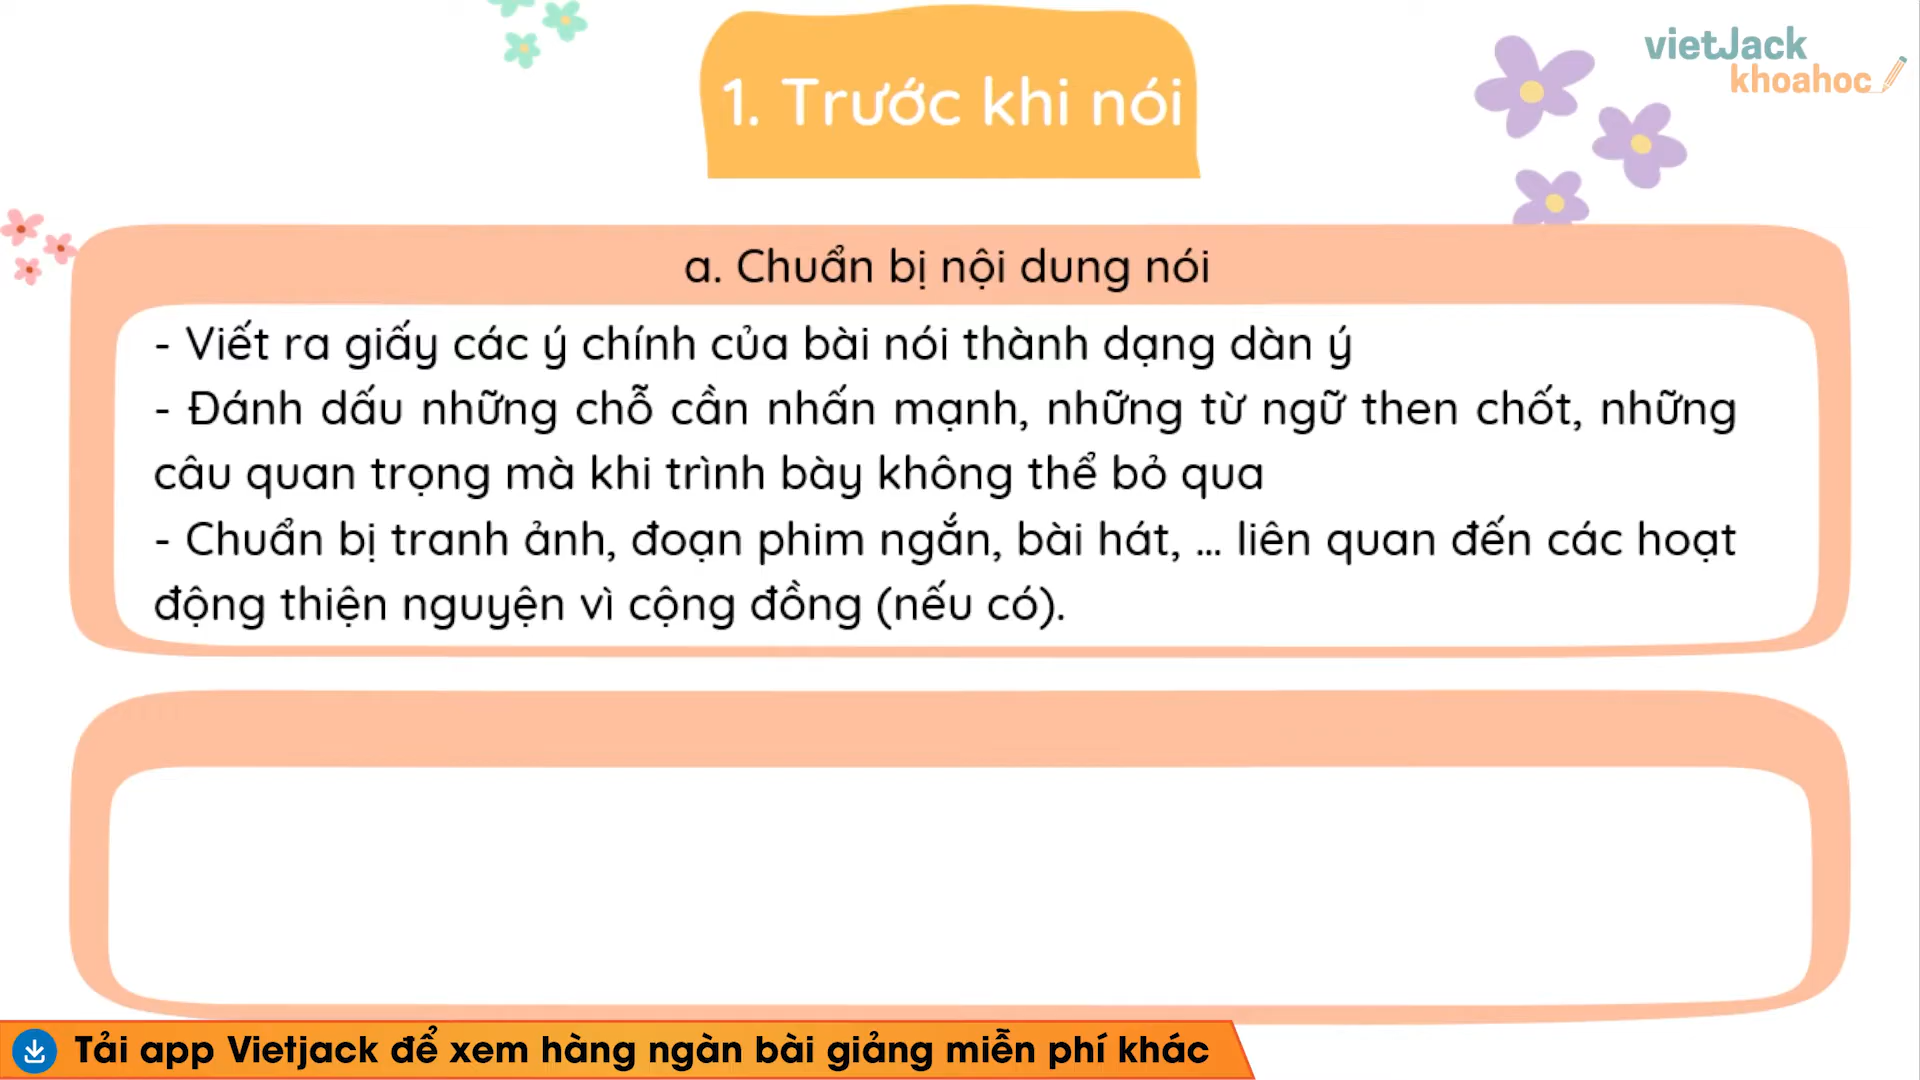 vietJack
khoahoc
1. Trước khi nói
a. Chuẩn bị nội dung nói
- Viết ra giấy các ý chính của bài nói thành dạng dàn ý
- Đánh dấu những chỗ cần nhấn mạnh, những từ ngữ then chốt, những
câu quan trọng mà khi trình bày không thể bỏ qua
- Chuẩn bị tranh ảnh, đoạn phim ngắn, bài hát, ... liên quan đến các hoạt
động thiện nguyện vì cộng đồng (nếu có).
Tải app Vietjack để xem hàng ngàn bài giảng miễn phí khác